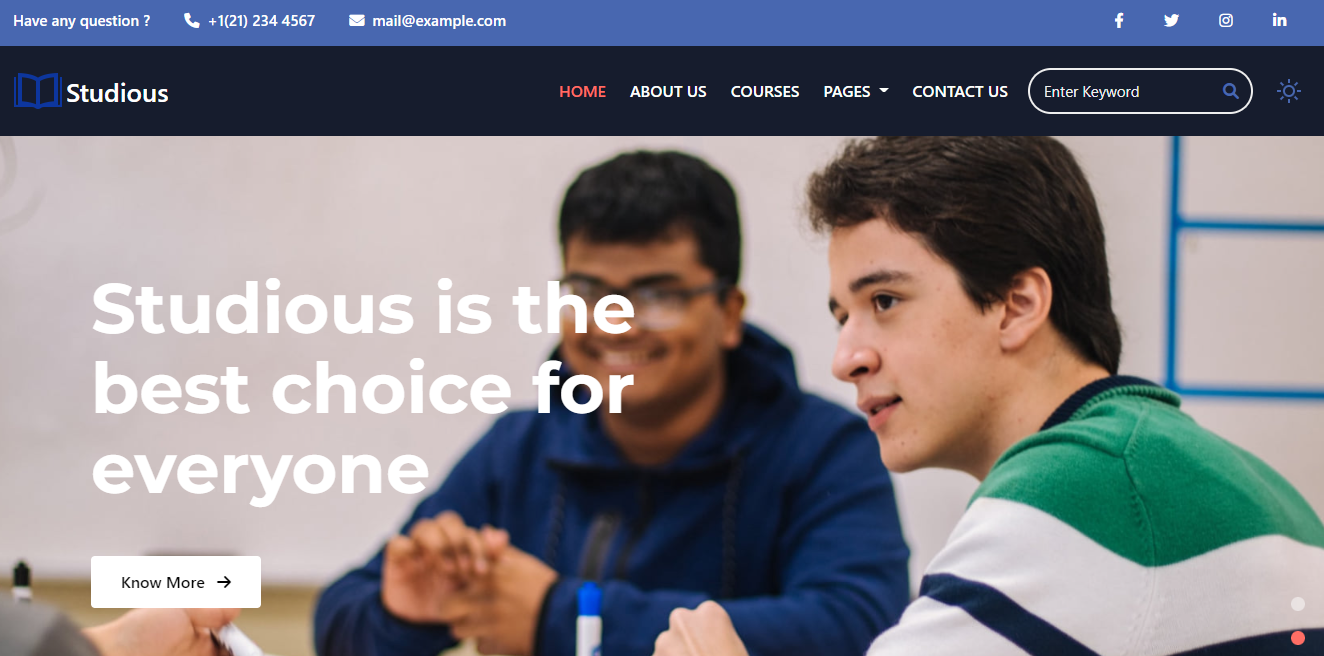 Have any question ? +1(21) 234 4567 mail@example.com
Studious HOME ABOUT US COURSES PAGES CONTACT US Enter Keyword
Studious is the
best choice for
everyone
Know More